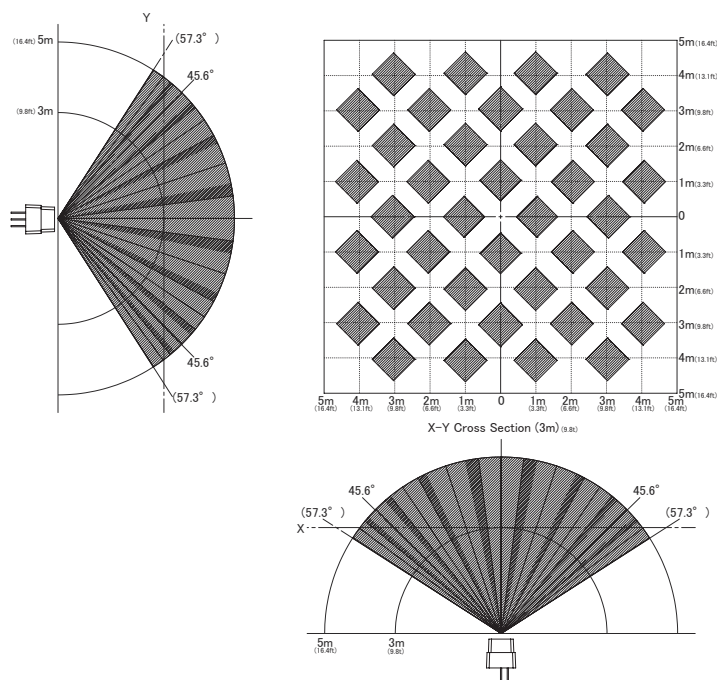 Y
(57.3°)
45.6°
(16.4ft) 5m
(9.8ft) 3m
45.6°
(57.3°)
5m(16.4ft)
4m(13.1ft)
3m(9.8ft)
2m(6.6ft)
1m(3.3ft)
0
1m(3.3ft)
2m(6.6ft)
3m(9.8ft)
4m(13.1ft)
5m(16.4ft)
5m 4m 3m 2m 1m 0 1m 2m 3m 4m 5m
(16.4ft) (13.1ft) (9.8ft) (6.6ft) (3.3ft) (3.3ft) (6.6ft) (9.8ft) (13.1ft) (16.4ft)
X-Y Cross Section (3m) (9.8t)
45.6° 45.6°
(57.3°) (57.3°)
X
5m 3m
(16.4ft) (9.8t)